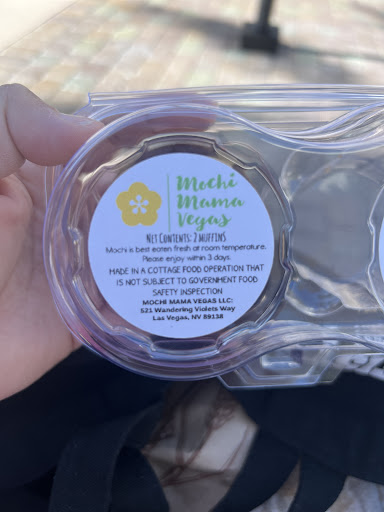 Mochi
Mama
Vegas
NET CONTENTS: 2 MUFFINS
Mochi is best eaten fresh at room temperature.
Please enjoy within 3 days.
MADE IN A COTTAGE FOOD OPERATION THAT
IS NOT SUBJECT TO GOVERNMENT FOOD
SAFETY INSPECTION
MOCHI MAMA VEGAS LLC:
521 Wandering Violets Way
Las Vegas, NV 89138